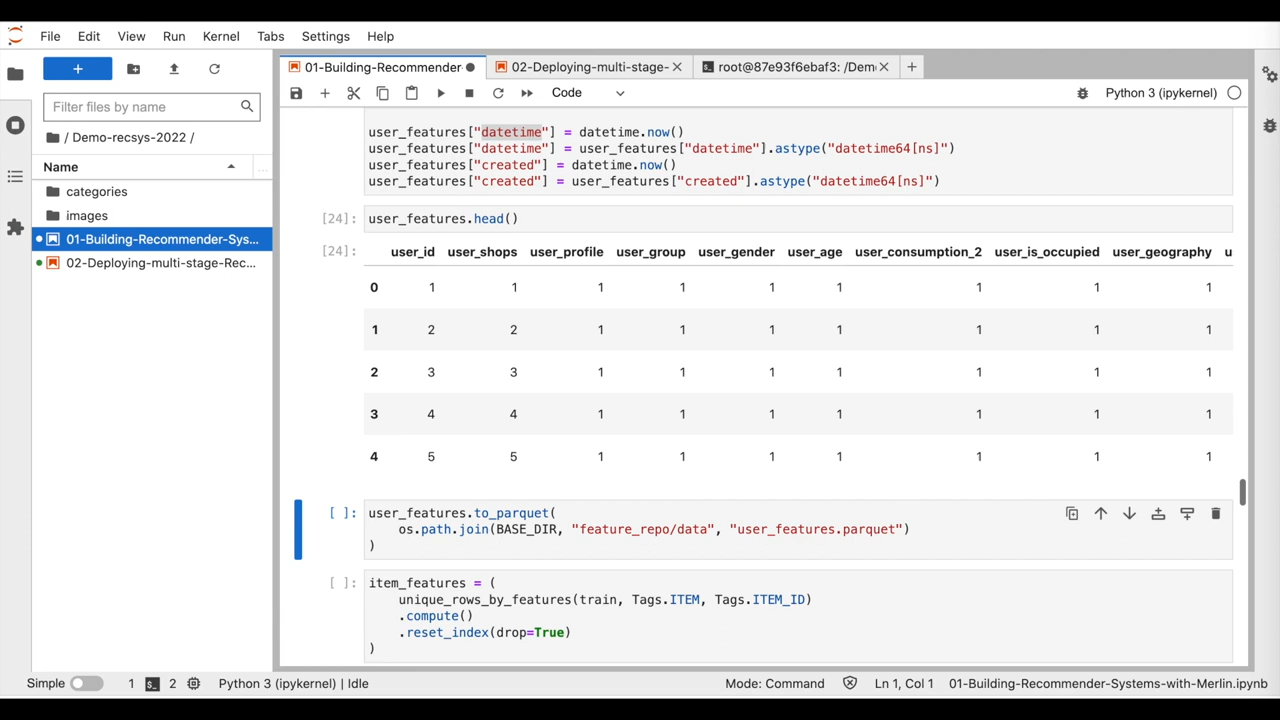 File Edit View Run Kernel Tabs Settings Help
01-Building-Recommender- 02-Deploying-multi-stage- root@87e93f6ebaf3: /Dem
Filter files by name
Code
Python 3 (ipykernel)
/ Demo-recsys-2022 /
Name
categories
images
01-Building-Recommender-Sys...
02-Deploying-multi-stage-Rec...
user_features["datetime"] = datetime.now()
user_features["datetime"] = user_features["datetime"].astype("datetime64[ns]")
user_features["created"] = datetime.now()
user_features["created"] = user_features["created"].astype("datetime64[ns]")
[24]: user_features.head()
[24]: user_id user_shops user_profile user_group user_gender user_age user_consumption_2 user_is_occupied user_geography u
0 1 1 1 1 1 1 1 1 1
1 2 2 1 1 1 1 1 1 1
2 3 3 1 1 1 1 1 1 1
3 4 4 1 1 1 1 1 1 1
4 5 5 1 1 1 1 1 1 1
[ ]: user_features.to_parquet(
os.path.join(BASE_DIR, "feature_repo/data", "user_features.parquet")
)
[ ]: item_features = (
unique_rows_by_features(train, Tags.ITEM, Tags.ITEM_ID)
.compute()
.reset_index(drop=True)
)
Simple 1 2 Python 3 (ipykernel) | Idle Mode: Command Ln 1, Col 1 01-Building-Recommender-Systems-with-Merlin.ipynb